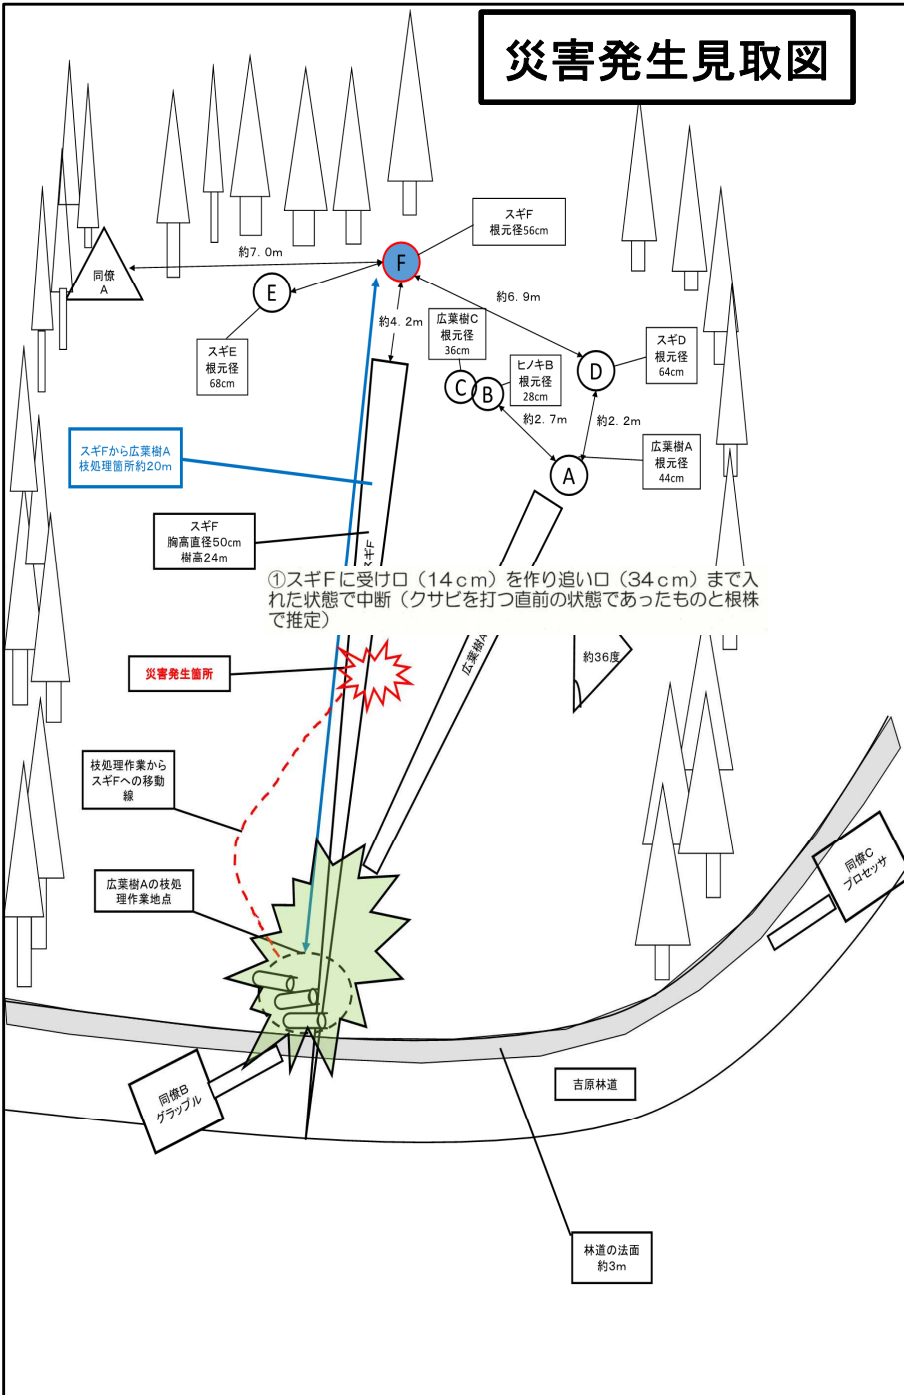 災害発生見取図
スギF
根元径56cm
約7.0m
同僚
A
F
E
約6.9m
約4.2m
広葉樹C
根元径
36cm
スギE
根元径
68cm
ヒノキB
根元径
28cm
スギD
根元径
64cm
D
C
B
約2.7m
約2.2m
スギFから広葉樹A
枝処理箇所約20m
広葉樹A
根元径
44cm
A
スギF
胸高直径50cm
樹高24m
スギF
①スギFに受け口(14cm)を作り追い口(34cm)まで入
れた状態で中断(クサビを打つ直前の状態であったものと根株
で推定)
広葉樹A
約36度
災害発生箇所
枝処理作業から
スギFへの移動
線
広葉樹Aの枝処
理作業地点
同僚C
プロセッサ
同僚B
グラップル
吉原林道
林道の法面
約3m